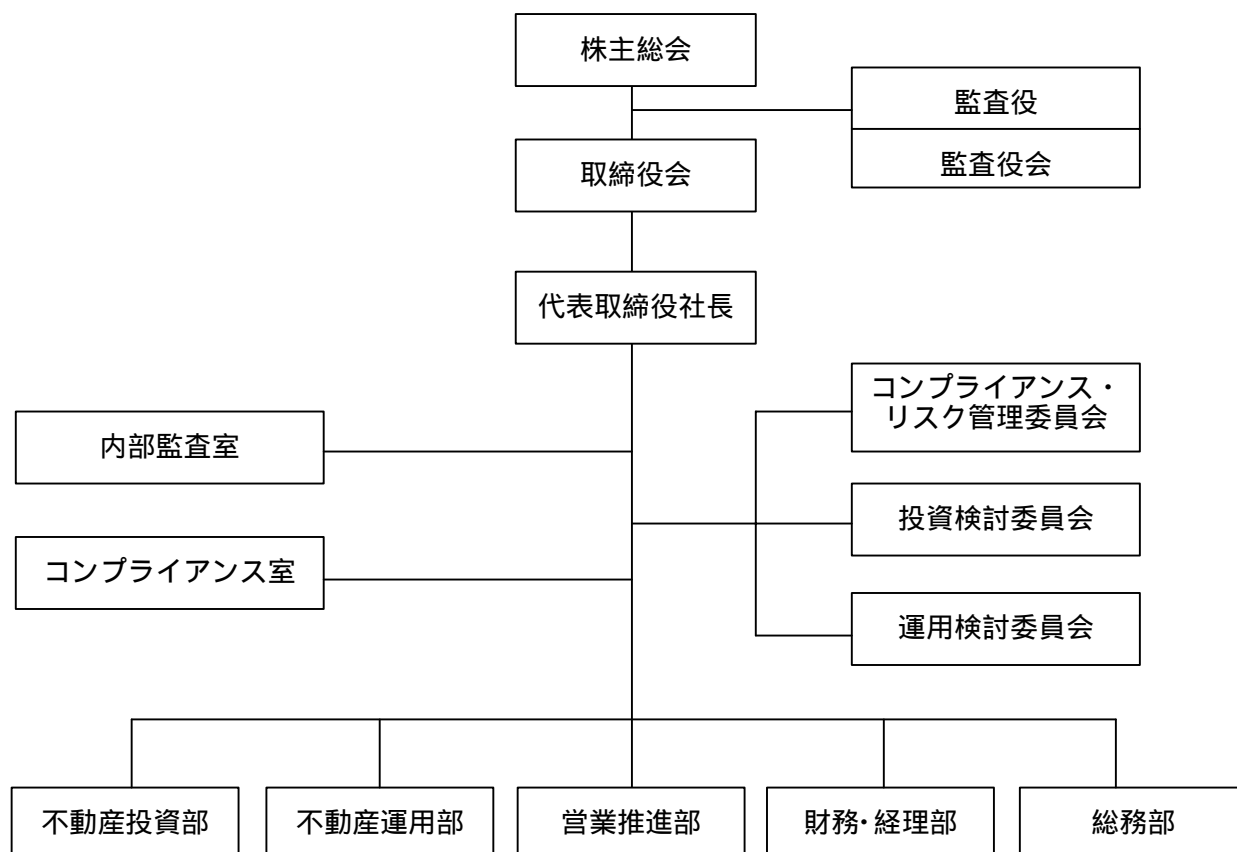 株主総会
監査役
監査役会
取締役会
代表取締役社長
コンプライアンス・
リスク管理委員会
内部監査室
投資検討委員会
コンプライアンス室
運用検討委員会
不動産投資部
不動産運用部
営業推進部
財務・経理部
総務部